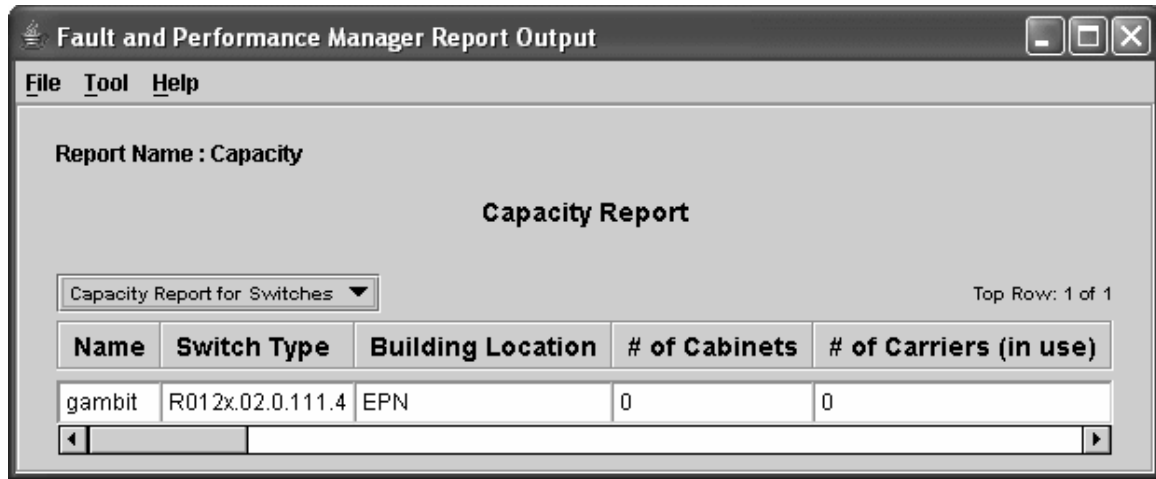 Fault and Performance Manager Report Output
File Tool Help
Report Name : Capacity
Capacity Report
Capacity Report for Switches
Top Row: 1 of 1
Name Switch Type Building Location # of Cabinets # of Carriers (in use)
gambit R012x.02.0.111.4 EPN 0 0